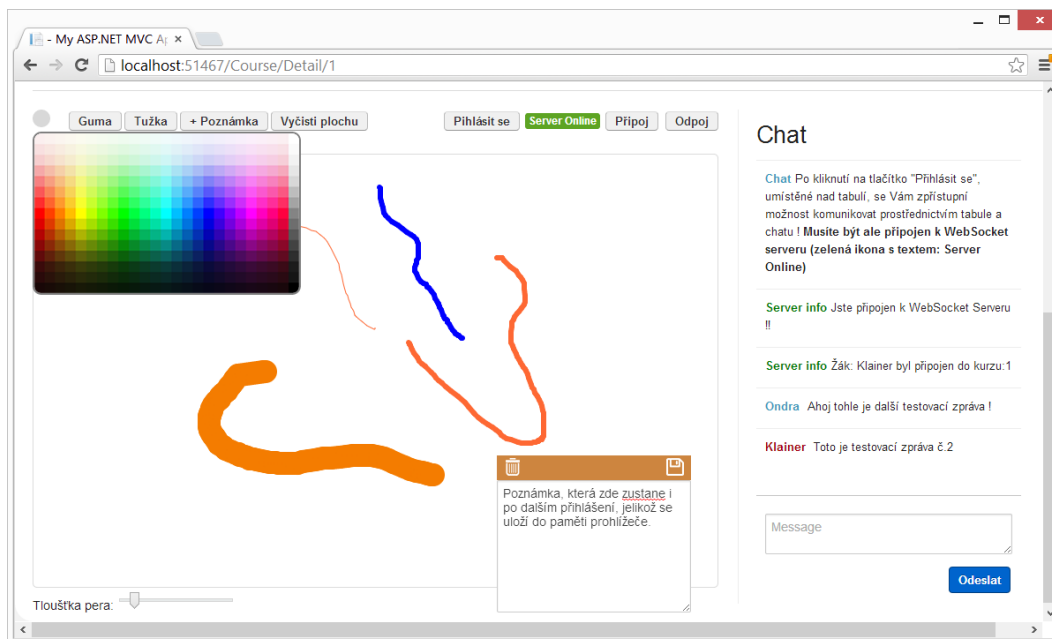 - My ASP.NET MVC Ap
localhost:51467/Course/Detail/1
Guma Tužka + Poznámka Vyčisti plochu Pihlásit se Server Online Připoj Odpoj
Chat
Chat Po kliknutí na tlačítko "Přihlásit se",
umístěné nad tabulí, se Vám zpřístupní
možnost komunikovat prostřednictvím tabule a
chatu ! Musíte být ale připojen k WebSocket
serveru (zelená ikona s textem: Server
Online)
Server info Jste připojen k WebSocket Serveru
!!
Server info Žák: Klainer byl připojen do kurzu:1
Ondra Ahoj tohle je další testovací zpráva !
Klainer Toto je testovací zpráva č.2
Poznámka, která zde zustane i
po dalším přihlášení, jelikož se
uloží do paměti prohlížeče.
Message
Odeslat
Tloušťka pera: